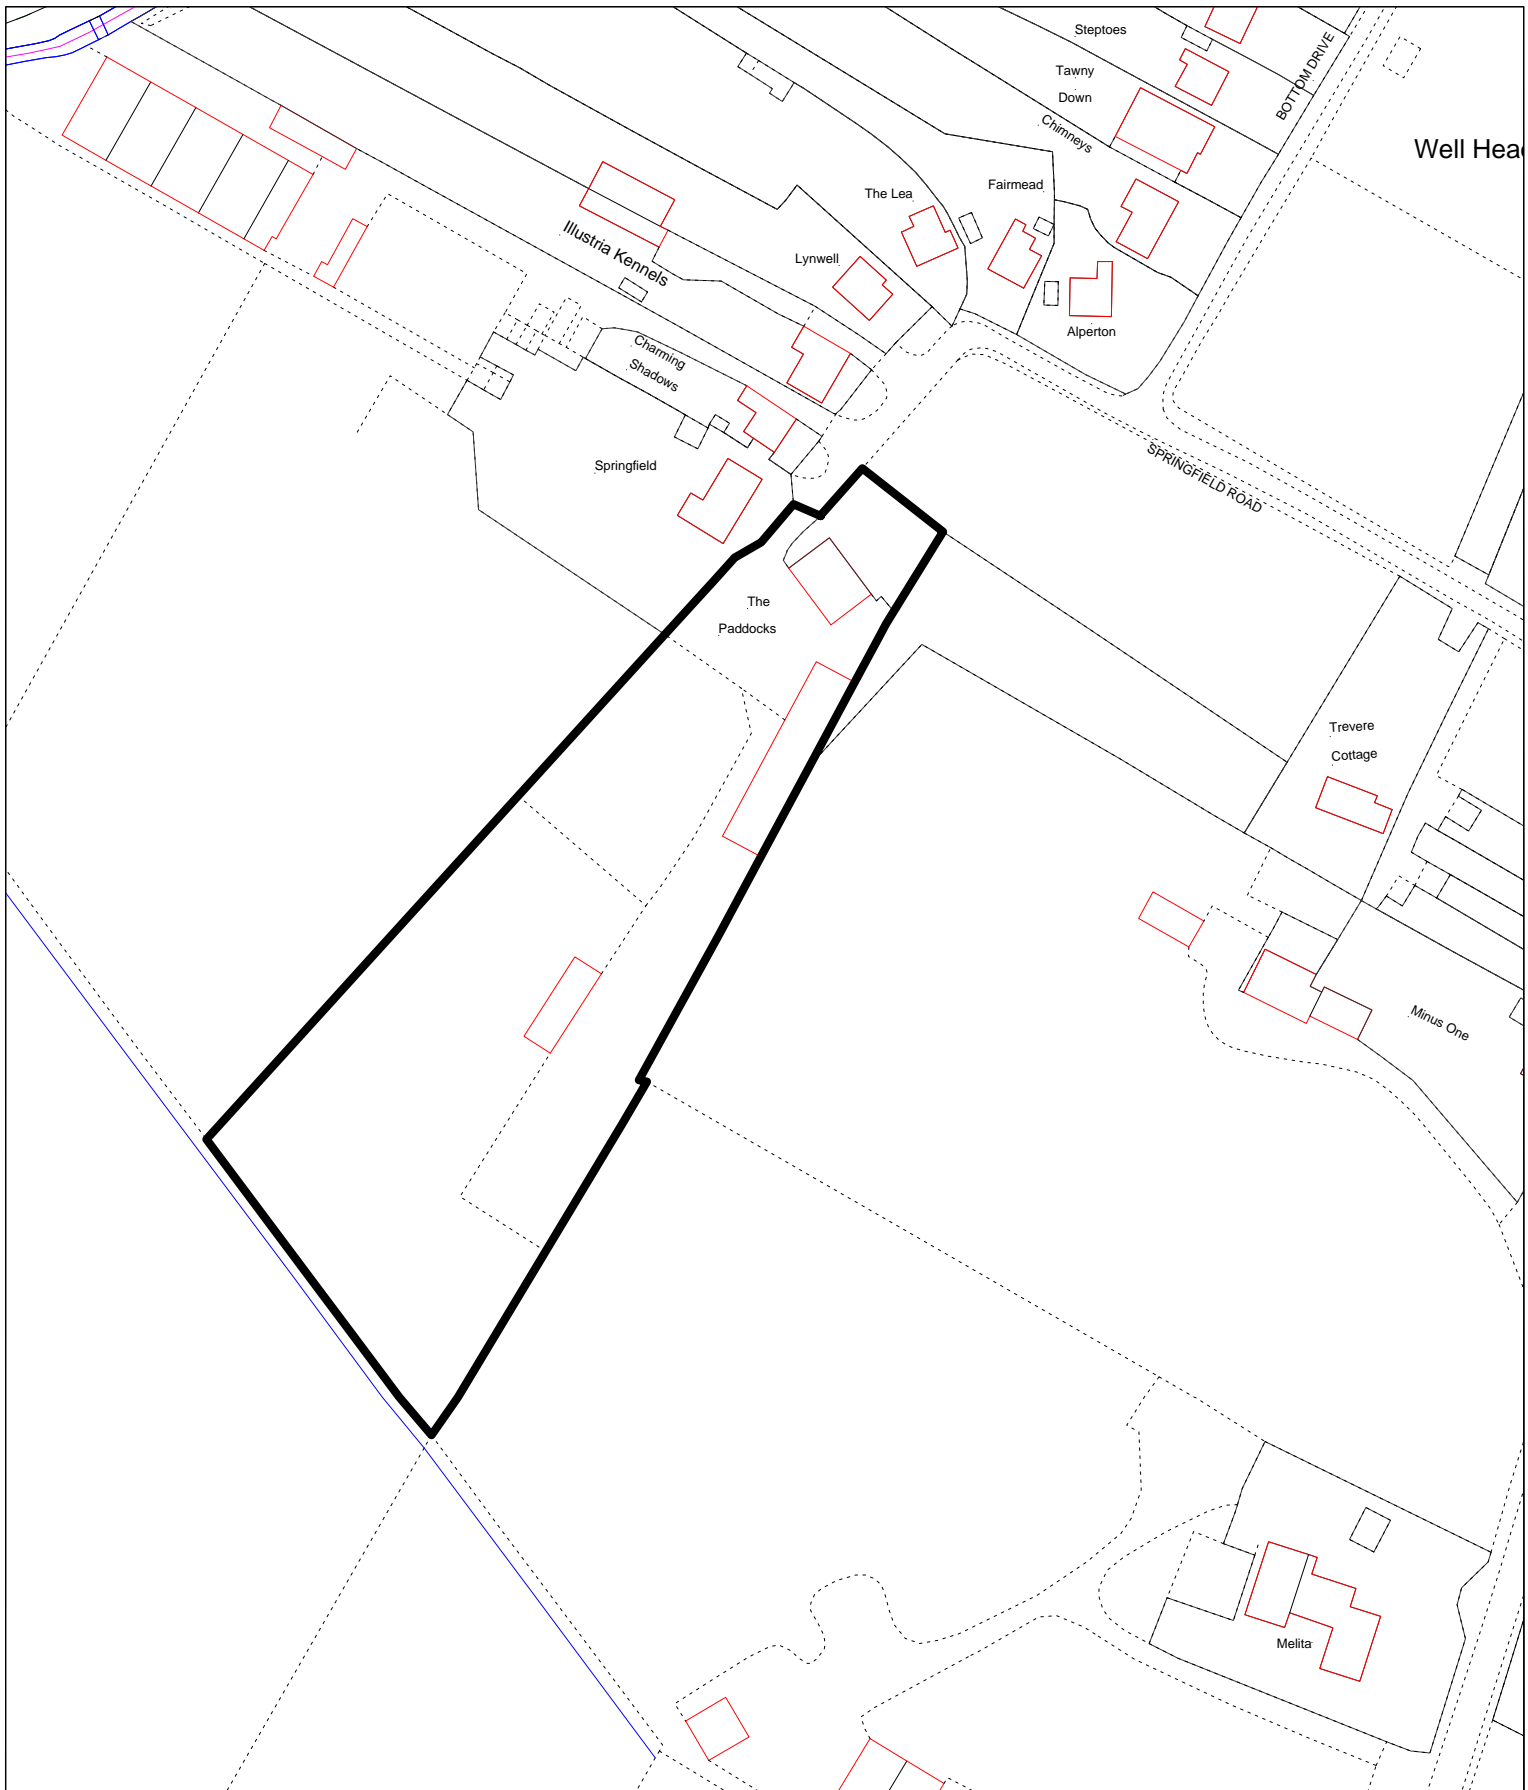 Steptoes
Tawny
Down
BOTTOM DRIVE
Chimneys
Well Head
The Lea
Fairmead
Illustria Kennels
Lynwell
Alperton
Charming
Shadows
Springfield
SPRINGFIELD ROAD
The
Paddocks
Trevere
Cottage
Minus One
Melita